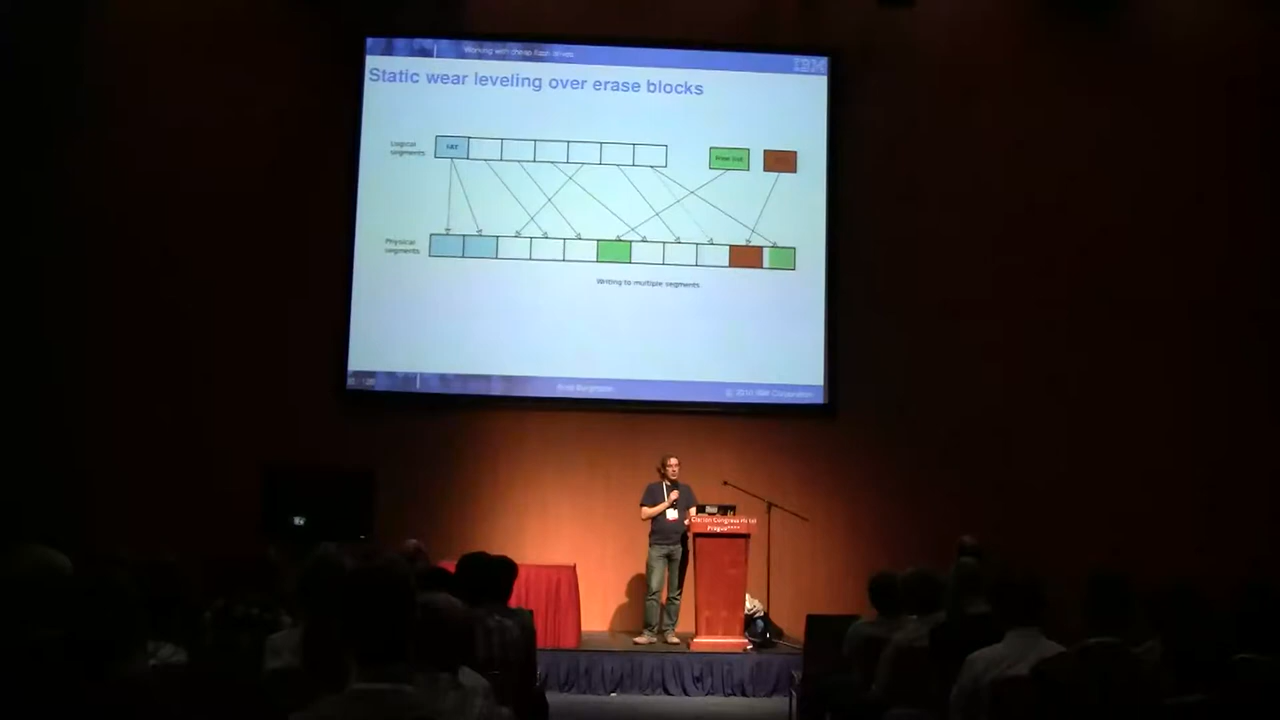 Working with cheap flash drives
IBM
Static wear leveling over erase blocks
Logical
segments
FAT
Free list
Physical
segments
Writing to multiple segments
Arnd Bergmann
© 2010 IBM Corporation
Clarion Congress Hotel
Prague****